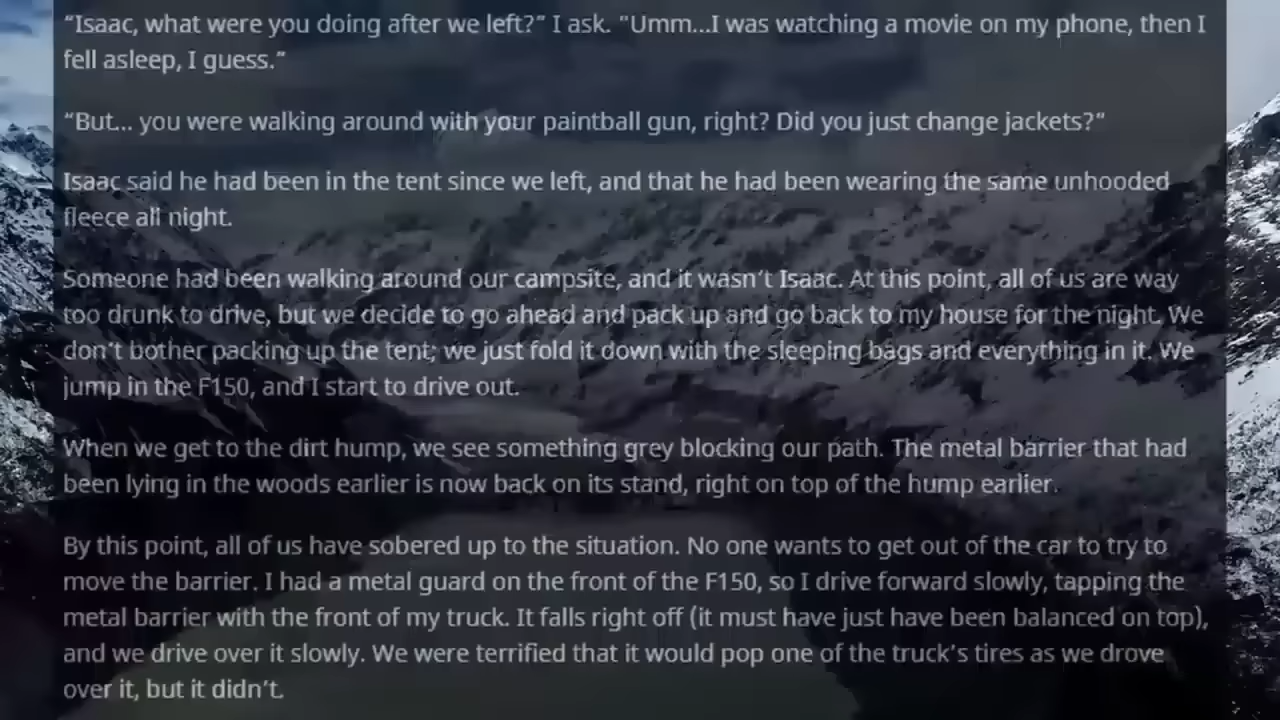 “Isaac, what were you doing after we left?” I ask. “Umm...I was watching a movie on my phone, then I
fell asleep, I guess.”
“But... you were walking around with your paintball gun, right? Did you just change jackets?”
Isaac said he had been in the tent since we left, and that he had been wearing the same unhooded
fleece all night.
Someone had been walking around our campsite, and it wasn’t Isaac. At this point, all of us are way
too drunk to drive, but we decide to go ahead and pack up and go back to my house for the night. We
don’t bother packing up the tent; we just fold it down with the sleeping bags and everything in it. We
jump in the F150, and I start to drive out.
When we get to the dirt hump, we see something grey blocking our path. The metal barrier that had
been lying in the woods earlier is now back on its stand, right on top of the hump earlier.
By this point, all of us have sobered up to the situation. No one wants to get out of the car to try to
move the barrier. I had a metal guard on the front of the F150, so I drive forward slowly, tapping the
metal barrier with the front of my truck. It falls right off (it must have just have been balanced on top),
and we drive over it slowly. We were terrified that it would pop one of the truck’s tires as we drove
over it, but it didn’t.